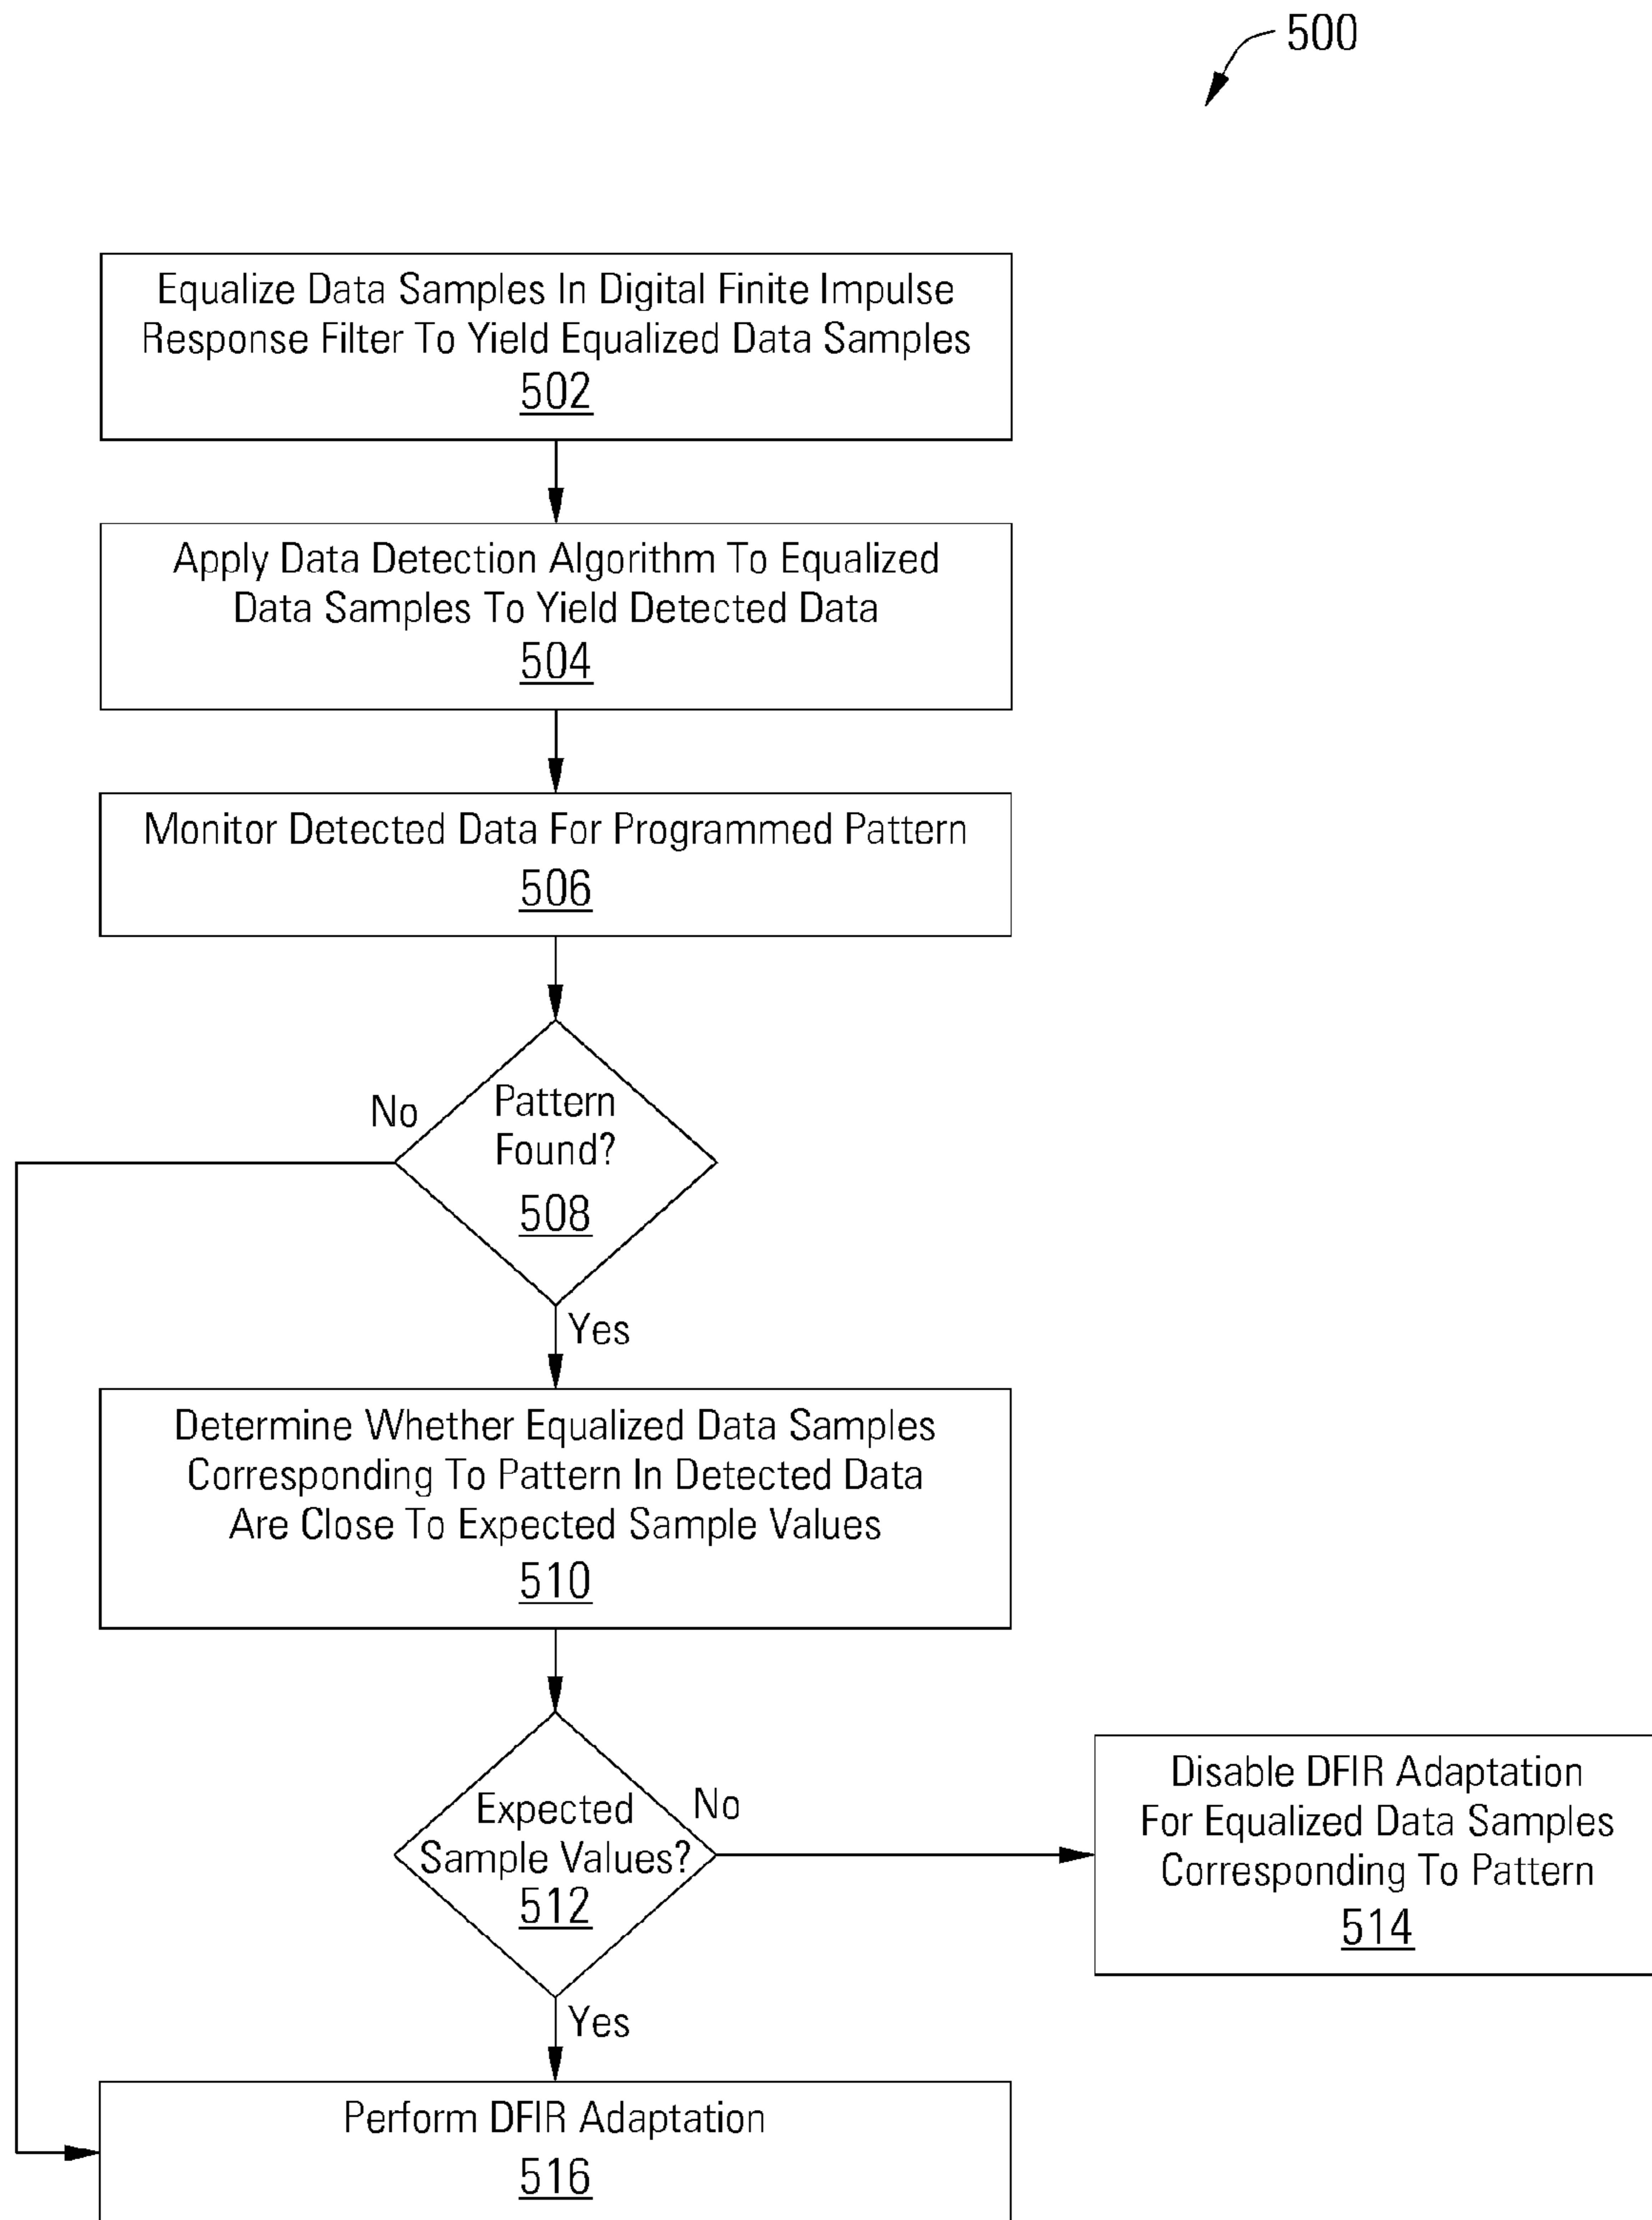 500
Equalize Data Samples In Digital Finite Impulse
Response Filter To Yield Equalized Data Samples
502
Apply Data Detection Algorithm To Equalized
Data Samples To Yield Detected Data
504
Monitor Detected Data For Programmed Pattern
506
No
Pattern
Found?
508
Yes
Determine Whether Equalized Data Samples
Corresponding To Pattern In Detected Data
Are Close To Expected Sample Values
510
Expected
Sample Values?
512
No
Disable DFIR Adaptation
For Equalized Data Samples
Corresponding To Pattern
514
Yes
Perform DFIR Adaptation
516